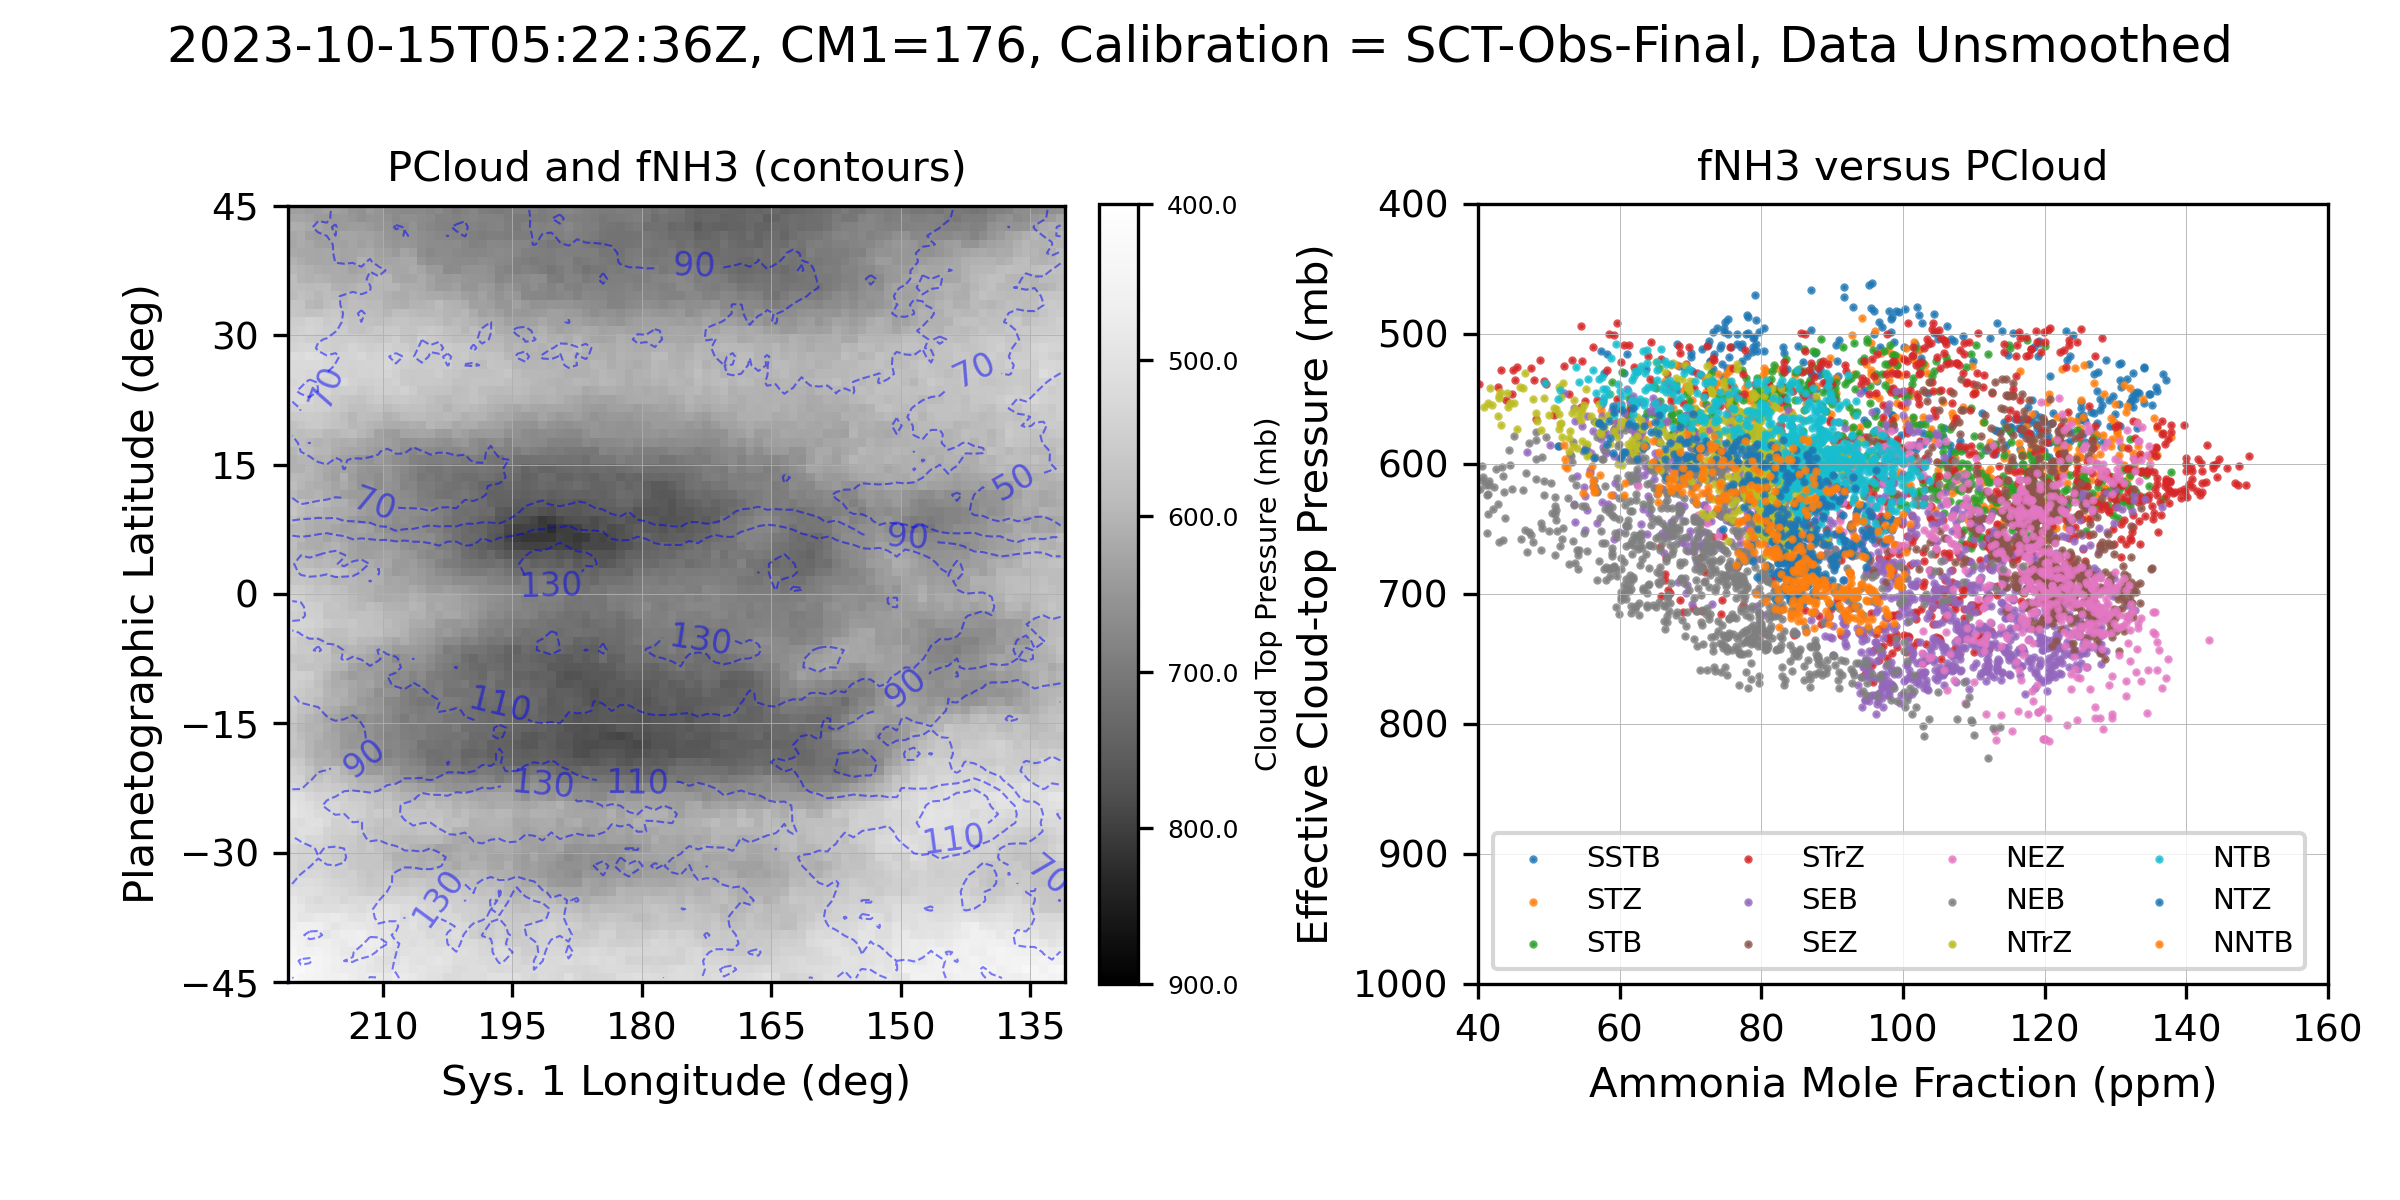 2023-10-15T05:22:36Z, CM1=176, Calibration = SCT-Obs-Final, Data Unsmoothed
PCloud and fNH3 (contours)
Planetographic Latitude (deg)
45
30
15
0
−15
−30
−45
210
195
180
165
150
135
Sys. 1 Longitude (deg)
90
70
70
50
70
90
130
130
90
110
90
130
110
110
70
130
400.0
500.0
600.0
700.0
800.0
900.0
Cloud Top Pressure (mb)
fNH3 versus PCloud
Effective Cloud-top Pressure (mb)
400
500
600
700
800
900
1000
40
60
80
100
120
140
160
Ammonia Mole Fraction (ppm)
SSTB
STZ
STB
STrZ
SEB
SEZ
NEZ
NEB
NTrZ
NTB
NTZ
NNTB